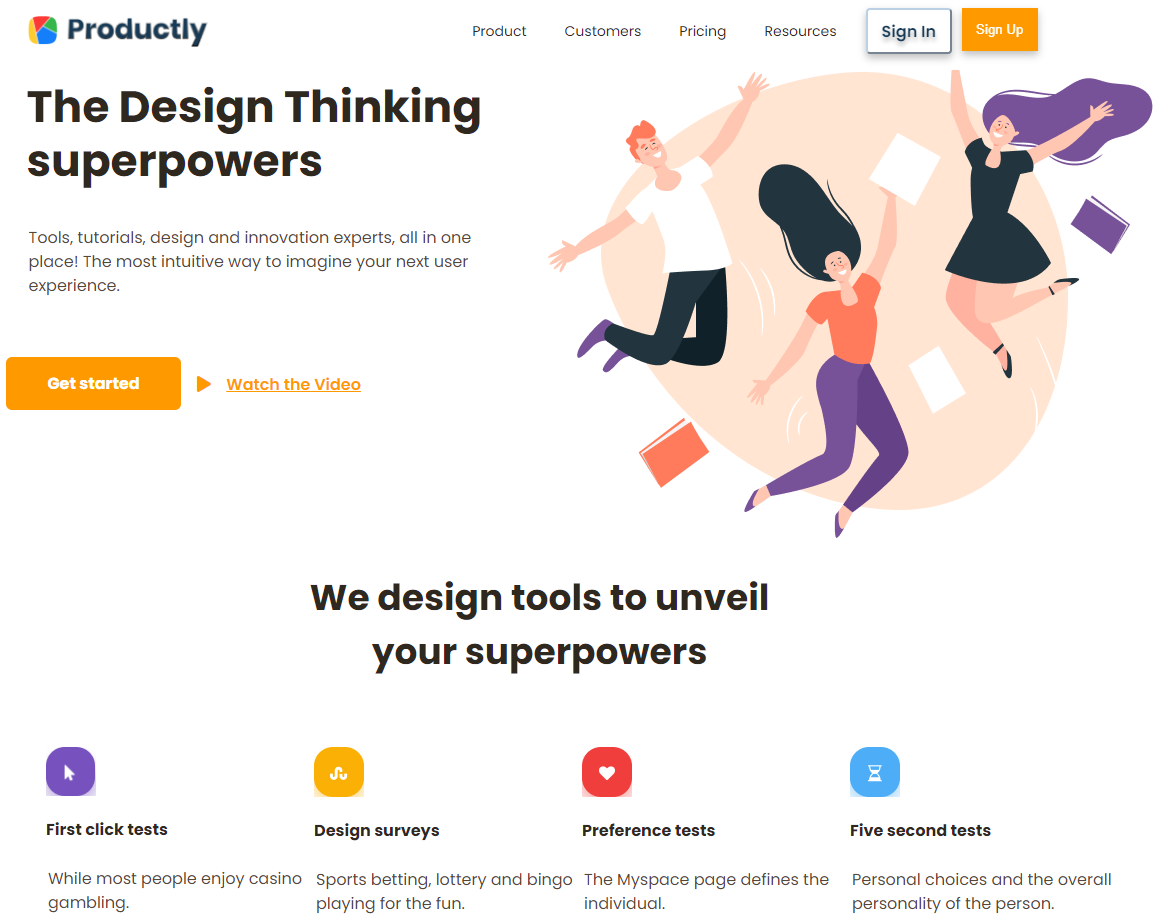 Productly
Product
Customers
Pricing
Resources
Sign In
Sign Up
The Design Thinking
superpowers
Tools, tutorials, design and innovation experts, all in one
place! The most intuitive way to imagine your next user
experience.
Get started
Watch the Video
We design tools to unveil
your superpowers
First click tests
While most people enjoy casino
gambling.
Design surveys
Sports betting, lottery and bingo
playing for the fun.
Preference tests
The Myspace page defines the
individual.
Five second tests
Personal choices and the overall
personality of the person.